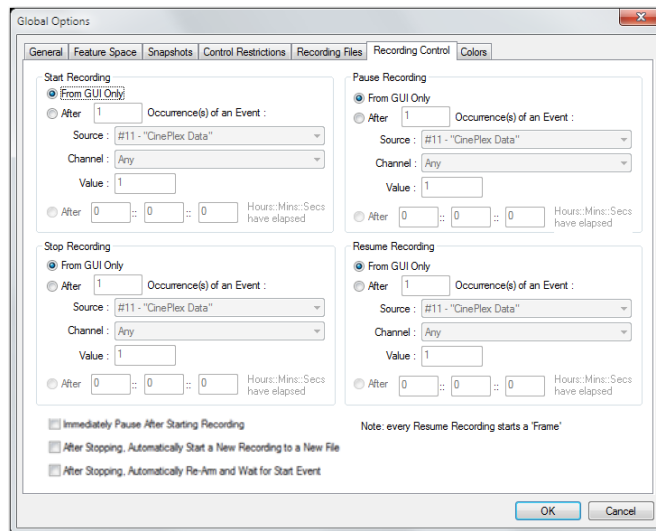 Global Options
General Feature Space Snapshots Control Restrictions Recording Files Recording Control Colors
Start Recording
From GUI Only
After 1 Occurrence(s) of an Event :
Source : #11 - "CinePlex Data"
Channel : Any
Value : 1
After 0 :: 0 :: 0 Hours::Mins::Secs
have elapsed
Pause Recording
From GUI Only
After 1 Occurrence(s) of an Event :
Source : #11 - "CinePlex Data"
Channel : Any
Value : 1
After 0 :: 0 :: 0 Hours::Mins::Secs
have elapsed
Stop Recording
From GUI Only
After 1 Occurrence(s) of an Event :
Source : #11 - "CinePlex Data"
Channel : Any
Value : 1
After 0 :: 0 :: 0 Hours::Mins::Secs
have elapsed
Resume Recording
From GUI Only
After 1 Occurrence(s) of an Event :
Source : #11 - "CinePlex Data"
Channel : Any
Value : 1
After 0 :: 0 :: 0 Hours::Mins::Secs
have elapsed
Immediately Pause After Starting Recording
After Stopping, Automatically Start a New Recording to a New File
After Stopping, Automatically Re-Arm and Wait for Start Event
Note: every Resume Recording starts a 'Frame'
OK Cancel